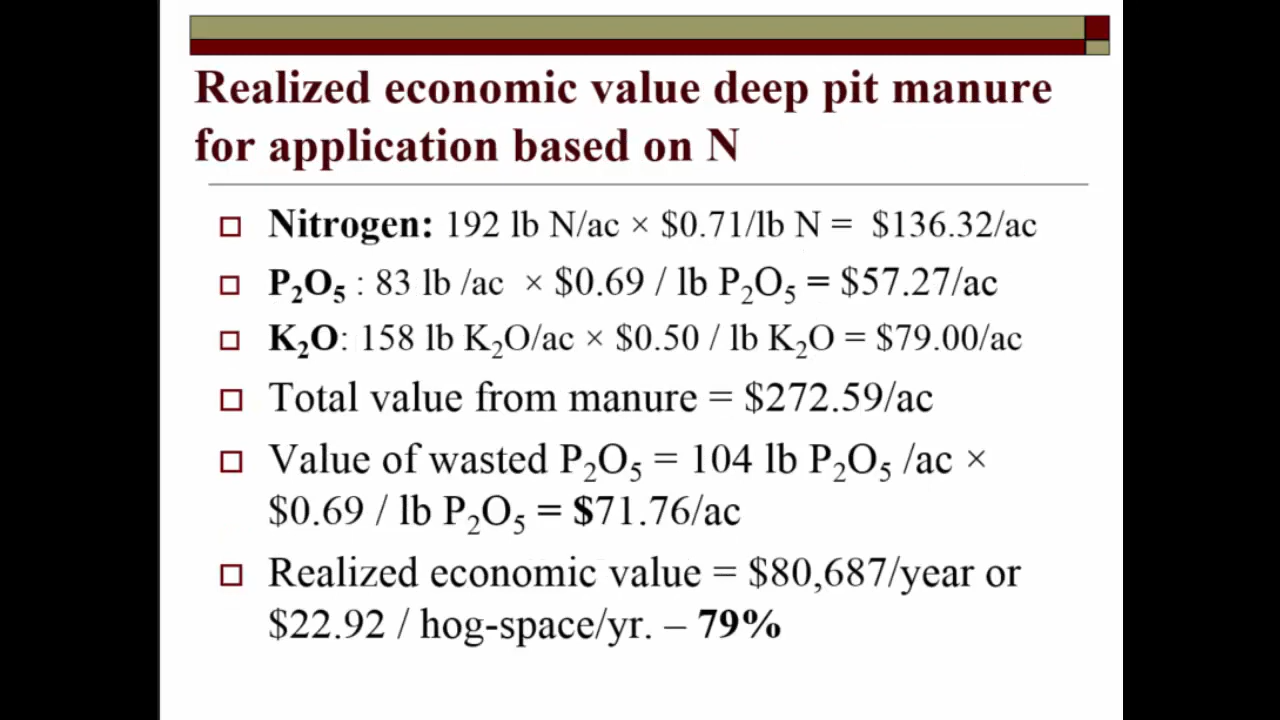 Realized economic value deep pit manure
for application based on N
Nitrogen: 192 lb N/ac × $0.71/lb N = $136.32/ac
P₂O₅ : 83 lb /ac × $0.69 / lb P₂O₅ = $57.27/ac
K₂O: 158 lb K₂O/ac × $0.50 / lb K₂O = $79.00/ac
Total value from manure = $272.59/ac
Value of wasted P₂O₅ = 104 lb P₂O₅ /ac ×
$0.69 / lb P₂O₅ = $71.76/ac
Realized economic value = $80,687/year or
$22.92 / hog-space/yr. – 79%